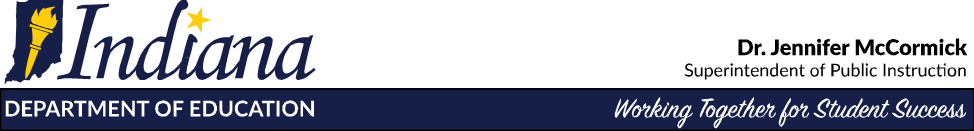 Indiana
DEPARTMENT OF EDUCATION
Dr. Jennifer McCormick
Superintendent of Public Instruction
Working Together for Student Success